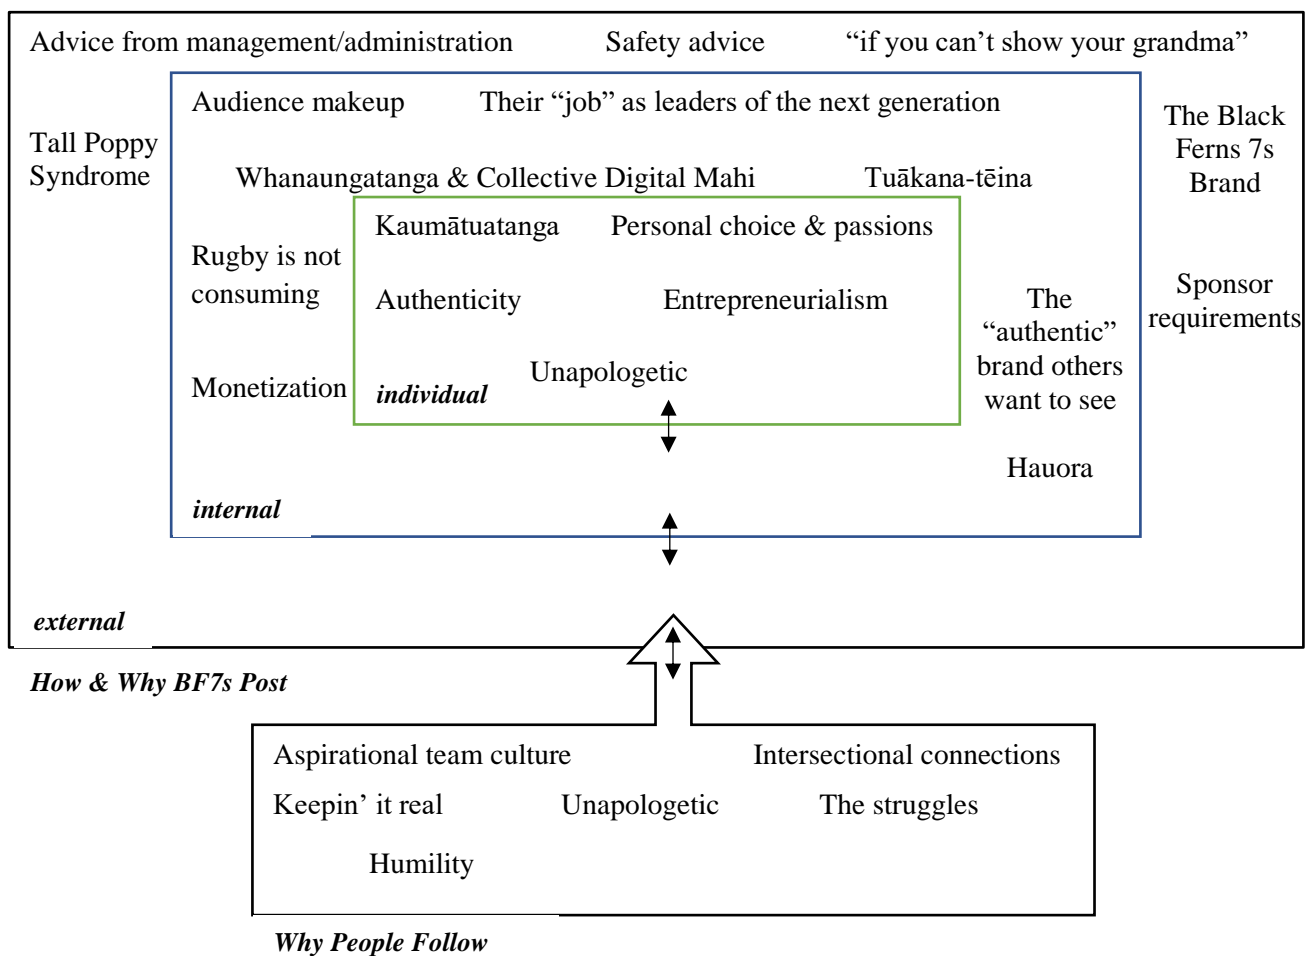 Advice from management/administration
Safety advice
“if you can’t show your grandma”
Tall Poppy
Syndrome
The Black
Ferns 7s
Brand
Sponsor
requirements
Audience makeup
Their “job” as leaders of the next generation
Whanaungatanga & Collective Digital Mahi
Tuākana-tēina
Rugby is not
consuming
Monetization
The
“authentic”
brand others
want to see
Hauora
Kaumātuatanga
Personal choice & passions
Authenticity
Entrepreneurialism
Unapologetic
individual
internal
external
How & Why BF7s Post
Aspirational team culture
Intersectional connections
Keepin’ it real
Unapologetic
The struggles
Humility
Why People Follow